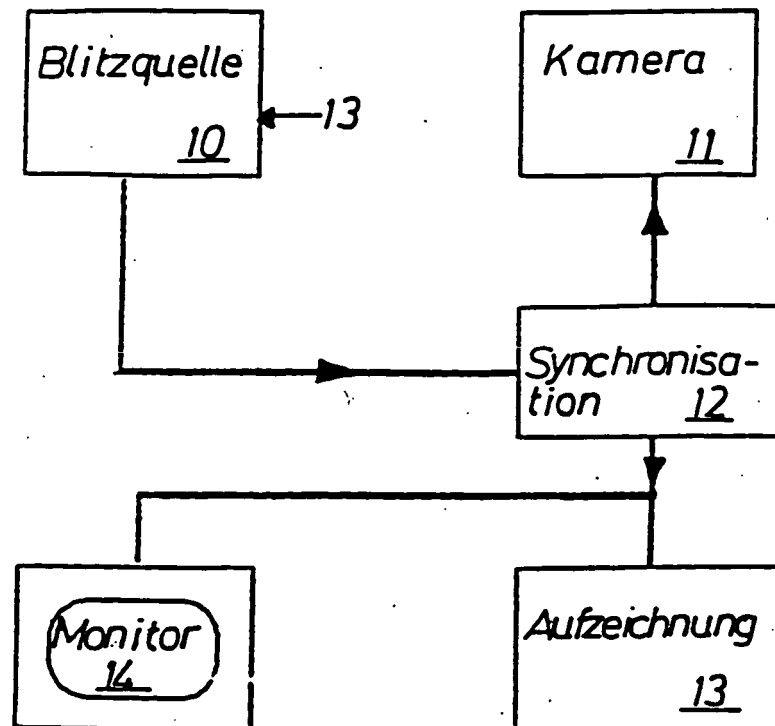 Blitzquelle
10
13
Kamera
11
Synchronisa-
tion 12
Monitor
14
Aufzeichnung
13